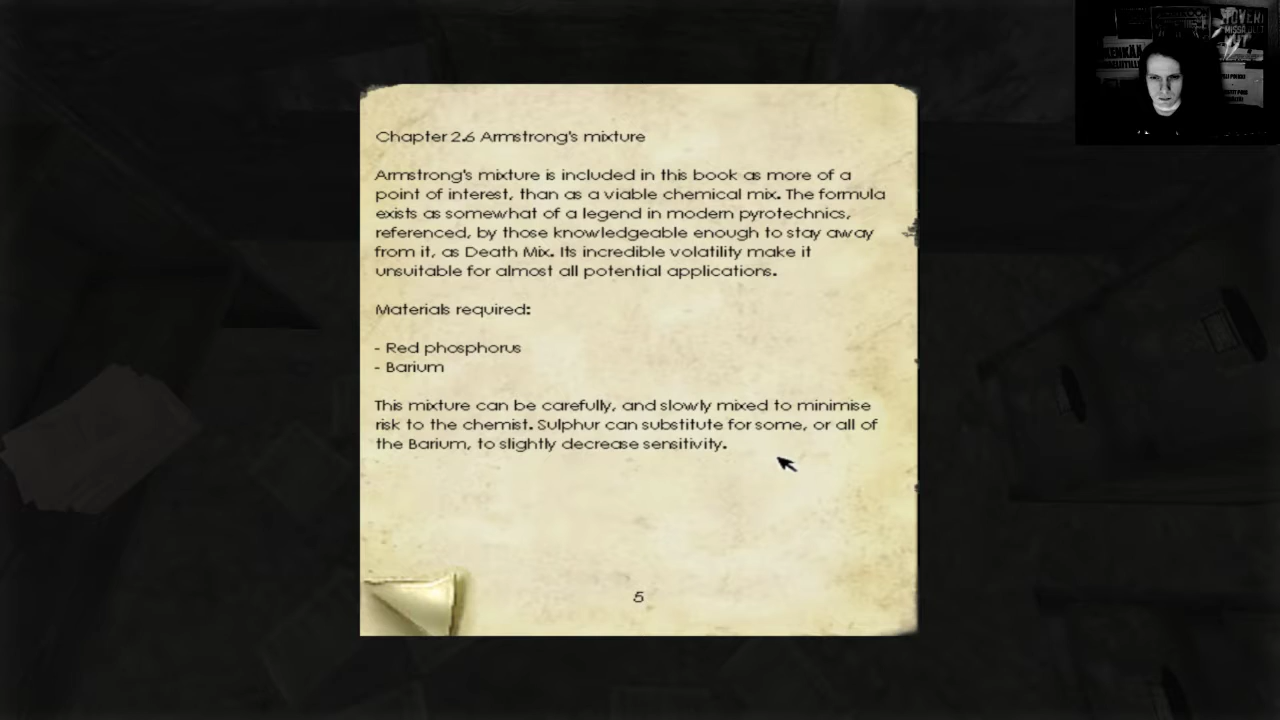 Chapter 2.6 Armstrong's mixture
Armstrong's mixture is included in this book as more of a
point of interest, than as a viable chemical mix. The formula
exists as somewhat of a legend in modern pyrotechnics,
referenced, by those knowledgeable enough to stay away
from it, as Death Mix. Its incredible volatility make it
unsuitable for almost all potential applications.
Materials required:
- Red phosphorus
- Barium
This mixture can be carefully, and slowly mixed to minimise
risk to the chemist. Sulphur can substitute for some, or all of
the Barium, to slightly decrease sensitivity.
5